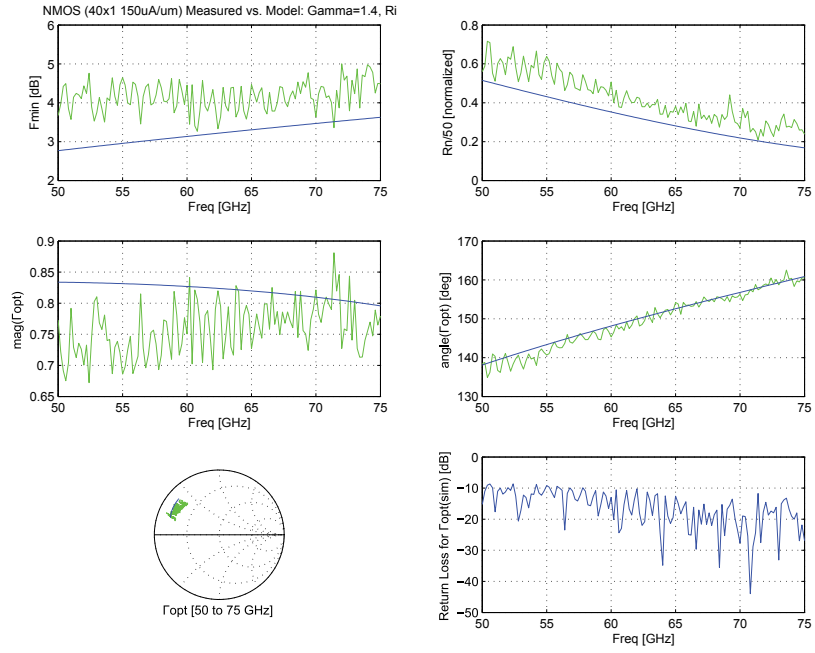 NMOS (40x1 150uA/um) Measured vs. Model: Gamma=1.4, Ri
6
5
4
3
2
Fmin [dB]
50 55 60 65 70 75
Freq [GHz]
0.8
0.6
0.4
0.2
0
Rn/50 [normalized]
50 55 60 65 70 75
Freq [GHz]
0.9
0.85
0.8
0.75
0.7
0.65
mag(Γopt)
50 55 60 65 70 75
Freq [GHz]
170
160
150
140
130
angle(Γopt) [deg]
50 55 60 65 70 75
Freq [GHz]
Γopt [50 to 75 GHz]
0
−10
−20
−30
−40
−50
Return Loss for Γopt(sim) [dB]
50 55 60 65 70 75
Freq [GHz]